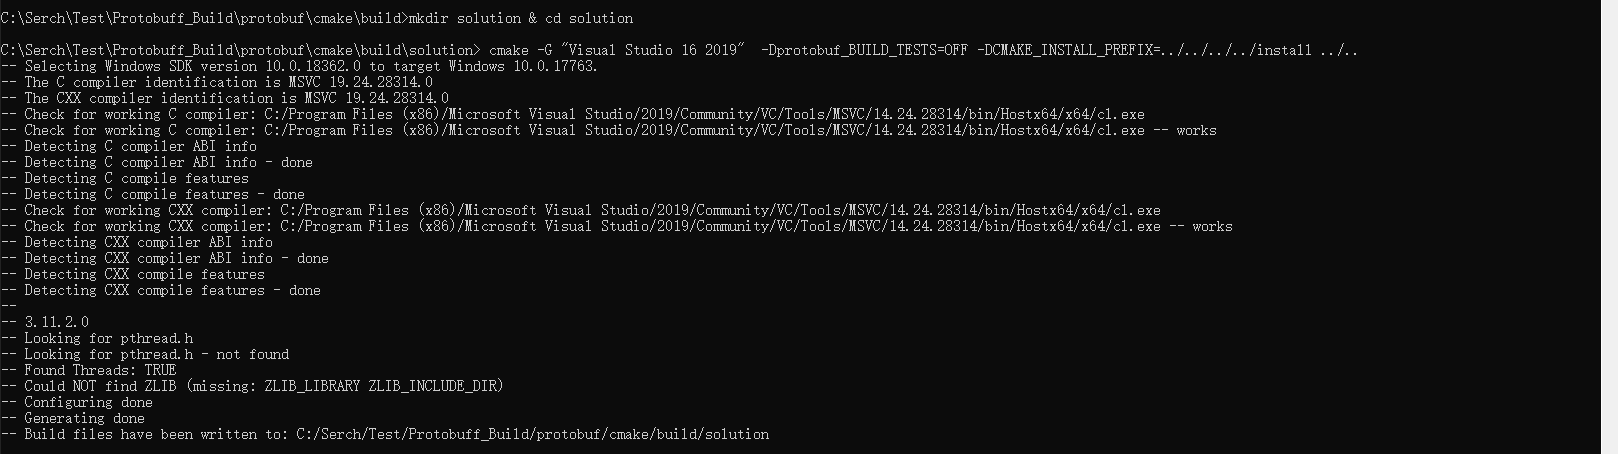 C:\Serch\Test\Protobuff_Build\protobuf\cmake\build>mkdir solution & cd solution
C:\Serch\Test\Protobuff_Build\protobuf\cmake\build\solution> cmake -G "Visual Studio 16 2019"  -Dprotobuf_BUILD_TESTS=OFF -DCMAKE_INSTALL_PREFIX=../../../../install ../..
-- Selecting Windows SDK version 10.0.18362.0 to target Windows 10.0.17763.
-- The C compiler identification is MSVC 19.24.28314.0
-- The CXX compiler identification is MSVC 19.24.28314.0
-- Check for working C compiler: C:/Program Files (x86)/Microsoft Visual Studio/2019/Community/VC/Tools/MSVC/14.24.28314/bin/Hostx64/x64/cl.exe
-- Check for working C compiler: C:/Program Files (x86)/Microsoft Visual Studio/2019/Community/VC/Tools/MSVC/14.24.28314/bin/Hostx64/x64/cl.exe -- works
-- Detecting C compiler ABI info
-- Detecting C compiler ABI info - done
-- Detecting C compile features
-- Detecting C compile features - done
-- Check for working CXX compiler: C:/Program Files (x86)/Microsoft Visual Studio/2019/Community/VC/Tools/MSVC/14.24.28314/bin/Hostx64/x64/cl.exe
-- Check for working CXX compiler: C:/Program Files (x86)/Microsoft Visual Studio/2019/Community/VC/Tools/MSVC/14.24.28314/bin/Hostx64/x64/cl.exe -- works
-- Detecting CXX compiler ABI info
-- Detecting CXX compiler ABI info - done
-- Detecting CXX compile features
-- Detecting CXX compile features - done
--
-- 3.11.2.0
-- Looking for pthread.h
-- Looking for pthread.h - not found
-- Found Threads: TRUE
-- Could NOT find ZLIB (missing: ZLIB_LIBRARY ZLIB_INCLUDE_DIR)
-- Configuring done
-- Generating done
-- Build files have been written to: C:/Serch/Test/Protobuff_Build/protobuf/cmake/build/solution